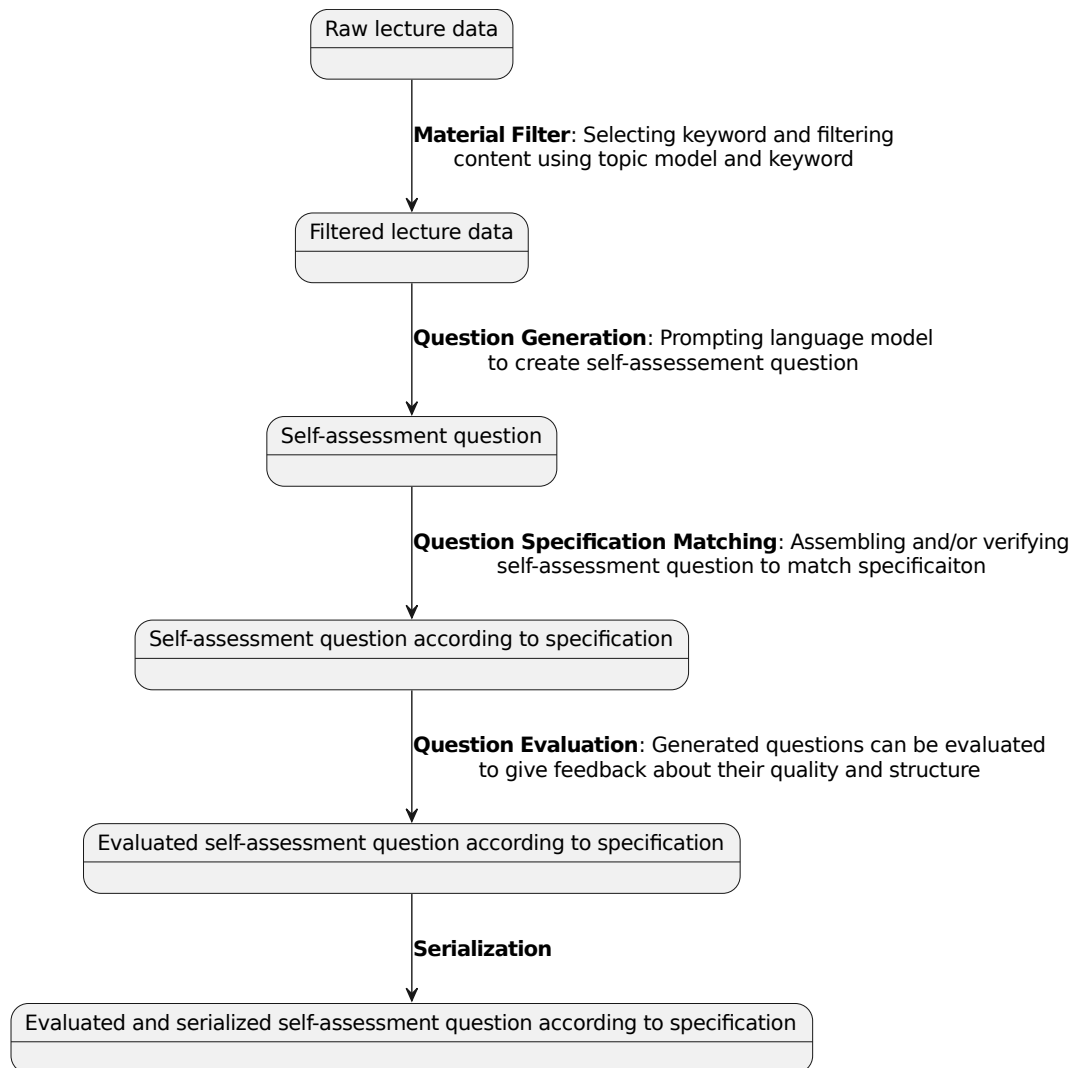 Raw lecture data
Material Filter: Selecting keyword and filtering
content using topic model and keyword
Filtered lecture data
Question Generation: Prompting language model
to create self-assessement question
Self-assessment question
Question Specification Matching: Assembling and/or verifying
self-assessment question to match specificaiton
Self-assessment question according to specification
Question Evaluation: Generated questions can be evaluated
to give feedback about their quality and structure
Evaluated self-assessment question according to specification
Serialization
Evaluated and serialized self-assessment question according to specification